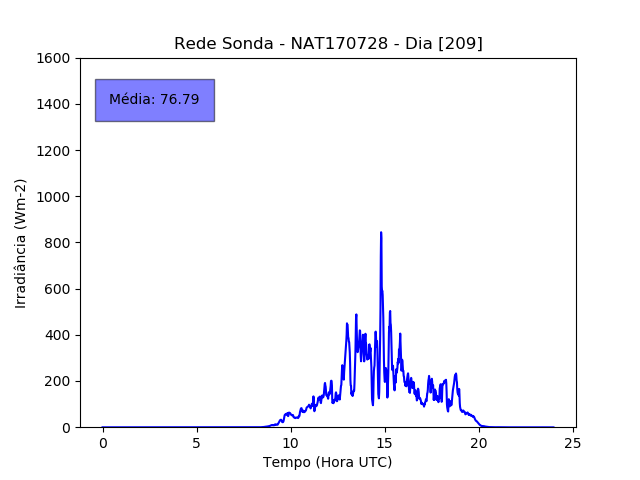 Rede Sonda - NAT170728 - Dia [209]
1600
Média: 76.79
1400
1200
1000
800
600
400
200
0
Irradiância (Wm-2)
0 5 10 15 20 25
Tempo (Hora UTC)